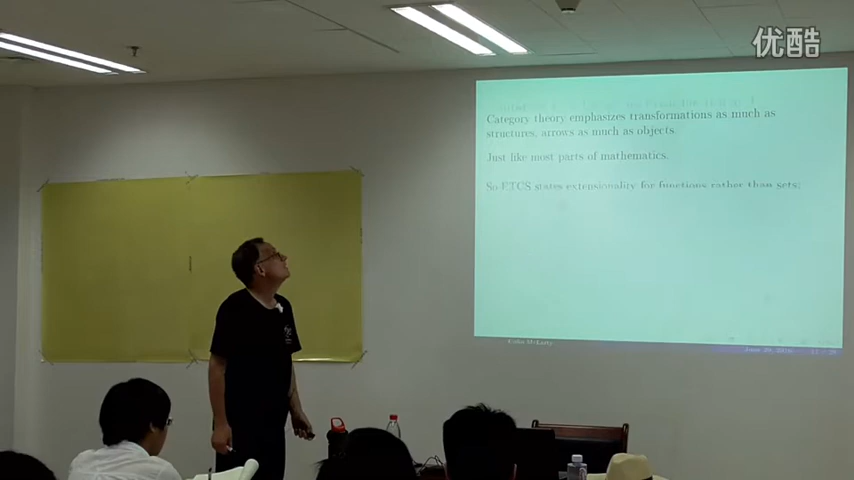 优酷
Category theory emphasizes transformations as much as
structures, arrows as much as objects.
Just like most parts of mathematics.
So ETCS states extensionality for functions rather than sets:
Colin McLarty